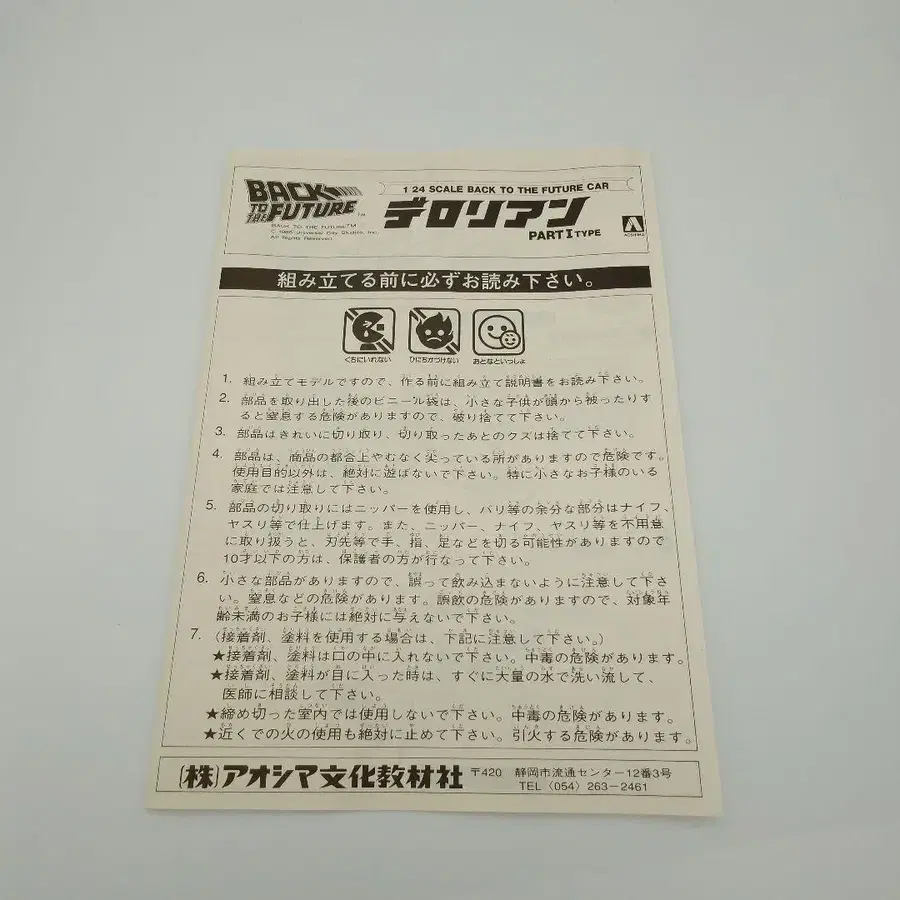 BACK TO THE FUTURE™
BACK TO THE FUTURE™
© 1985 Universal City Studios, Inc.
All Rights Reserved
1 24 SCALE BACK TO THE FUTURE CAR
デロリアン
PART I TYPE
AOSHIMA
組み立てる前に必ずお読み下さい。
くちにいれない ひにちかづけない おとなといっしょ
1. 組み立てモデルですので、作る前に組み立て説明書をお読み下さい。
2. 部品を取り出した後のビニール袋は、小さな子供が頭から被ったりす
ると窒息する危険がありますので、破り捨てて下さい。
3. 部品はきれいに切り取り、切り取ったあとのクズは捨てて下さい。
4. 部品は、商品の都合上やむなく尖っている所がありますので危険です。
使用目的以外は、絶対に遊ばないで下さい。特に小さなお子様のいる
家庭では注意して下さい。
5. 部品の切り取りにはニッパーを使用し、バリ等の余分な部分はナイフ、
ヤスリ等で仕上げます。また、ニッパー、ナイフ、ヤスリ等を不用意
に取り扱うと、刃先等で手、指、足などを切る可能性がありますので
10才以下の方は、保護者の方が行なって下さい。
6. 小さな部品がありますので、誤って飲み込まないように注意して下さ
い。窒息などの危険があります。誤飲の危険がありますので、対象年
齢未満のお子様には絶対に与えないで下さい。
7. (接着剤、塗料を使用する場合は、下記に注意して下さい。)
★接着剤、塗料は口の中に入れないで下さい。中毒の危険があります。
★接着剤、塗料が目に入った時は、すぐに大量の水で洗い流して、
医師に相談して下さい。
★締め切った室内では使用しないで下さい。中毒の危険があります。
★近くでの火の使用も絶対に止めて下さい。引火する危険があります。
(株)アオシマ文化教材社 〒420 静岡市流通センター12番3号
TEL〈054〉263-2461